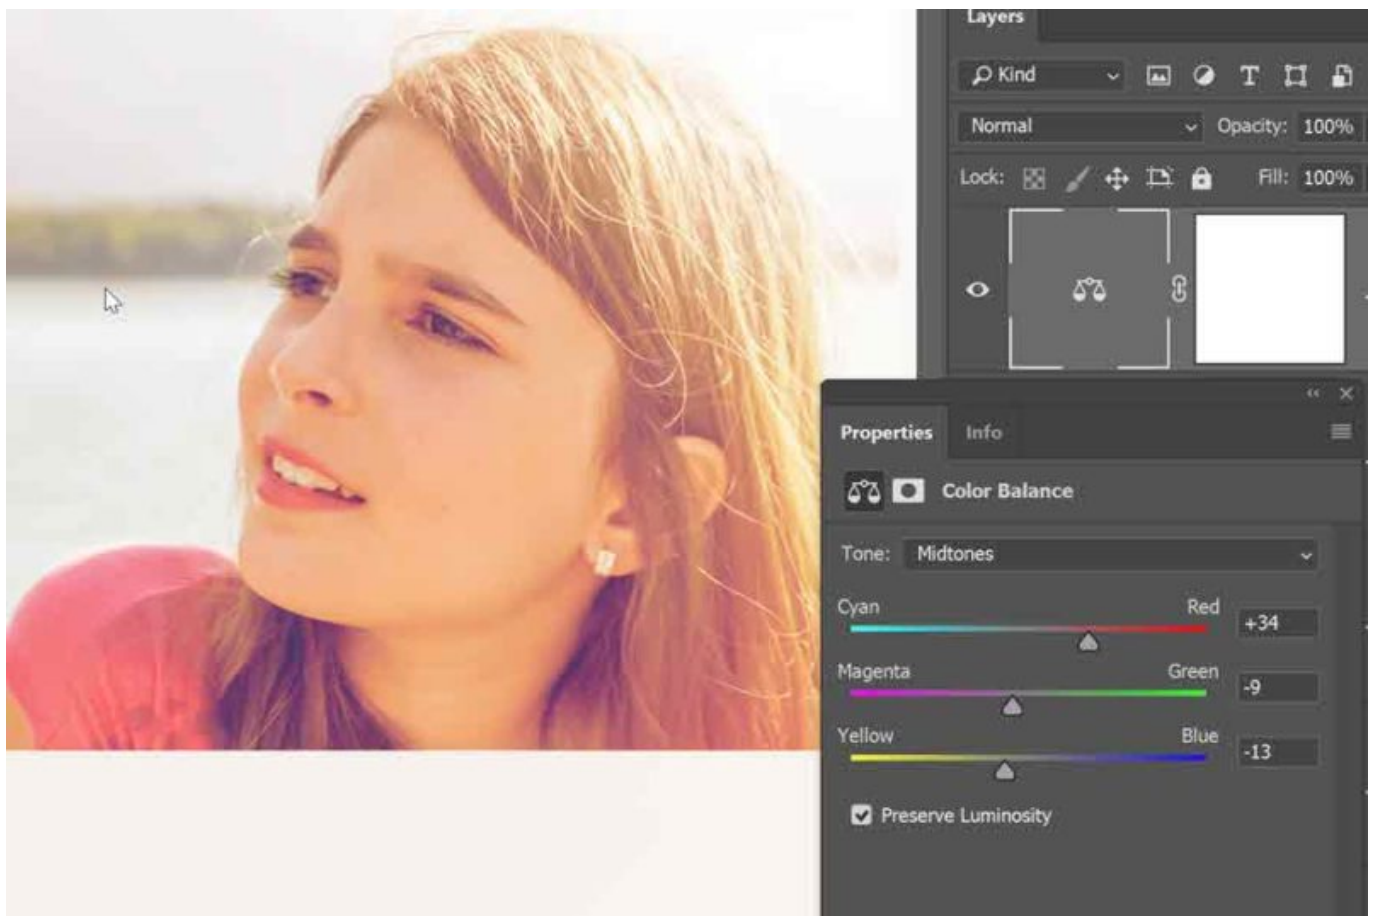 Layers
Kind
Normal Opacity: 100%
Lock: Fill: 100%
Properties Info
Color Balance
Tone: Midtones
Cyan Red +34
Magenta Green -9
Yellow Blue -13
Preserve Luminosity